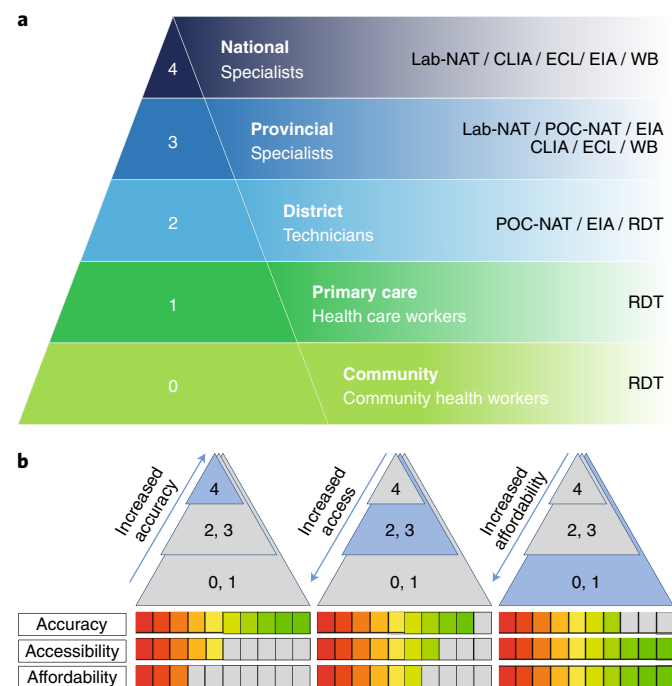 a
4
National
Specialists
Lab-NAT / CLIA / ECL/ EIA / WB
3
Provincial
Specialists
Lab-NAT / POC-NAT / EIA
CLIA / ECL / WB
2
District
Technicians
POC-NAT / EIA / RDT
1
Primary care
Health care workers
RDT
0
Community
Community health workers
RDT
b
Increased
accuracy
4
2, 3
0, 1
Increased
access
4
2, 3
0, 1
Increased
affordability
4
2, 3
0, 1
Accuracy
Accessibility
Affordability